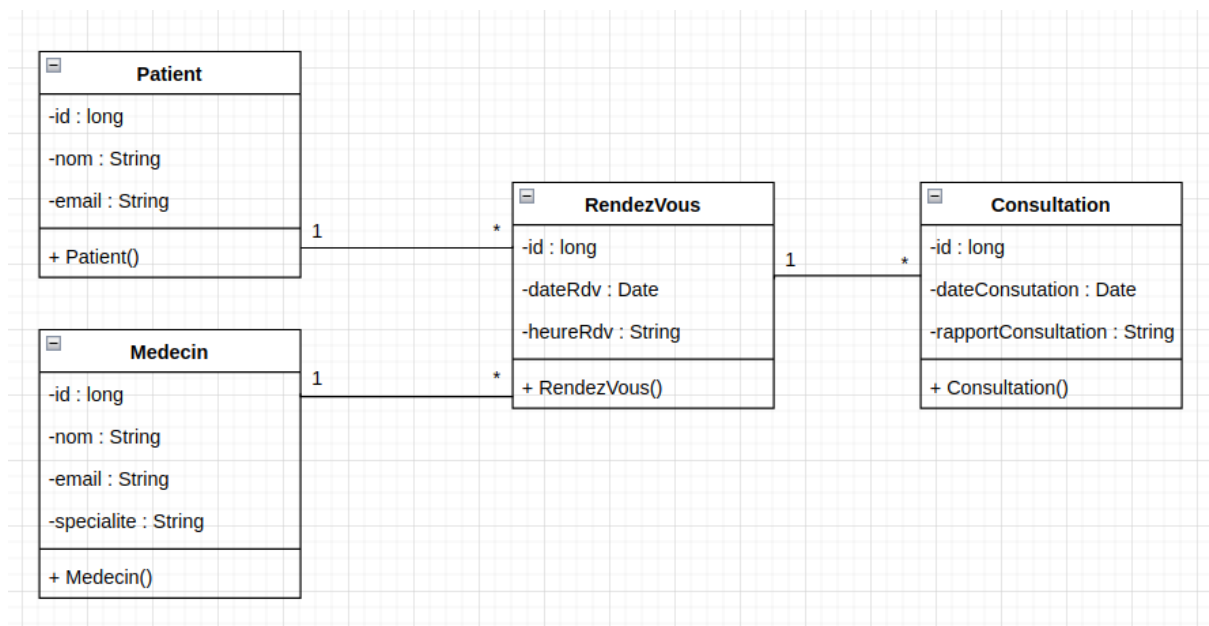 Patient
-id : long
-nom : String
-email : String
+ Patient()
1
*
Medecin
-id : long
-nom : String
-email : String
-specialite : String
+ Medecin()
1
*
RendezVous
-id : long
-dateRdv : Date
-heureRdv : String
+ RendezVous()
1
*
Consultation
-id : long
-dateConsutation : Date
-rapportConsultation : String
+ Consultation()